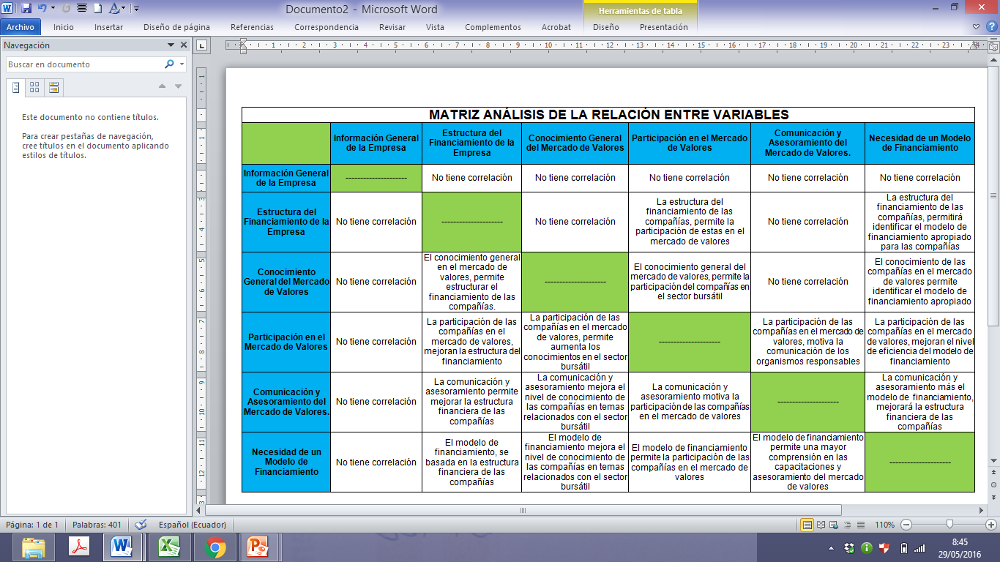 Documento2 - Microsoft Word
Herramientas de tabla
Archivo Inicio Insertar Diseño de página Referencias Correspondencia Revisar Vista Complementos Acrobat Diseño Presentación
Navegación
Buscar en documento
Este documento no contiene títulos.
Para crear pestañas de navegación,
cree títulos en el documento aplicando
estilos de títulos.
1 2 3 4 5 6 7 8 9 10 11 12 13 14 15 16 17 18 19 20 21 22 23
MATRIZ ANÁLISIS DE LA RELACIÓN ENTRE VARIABLES
Información General
de la Empresa
Estructura del
Financiamiento de la
Empresa
Conocimiento General
del Mercado de Valores
Participación en el Mercado
de Valores
Comunicación y
Asesoramiento del
Mercado de Valores.
Necesidad de un Modelo
de Financiamiento
Información General
de la Empresa
---------------------
No tiene correlación
No tiene correlación
No tiene correlación
No tiene correlación
No tiene correlación
Estructura del
Financiamiento de la
Empresa
No tiene correlación
---------------------
No tiene correlación
La estructura del
financiamiento de las
compañías, permite la
participación de estas en el
mercado de valores
No tiene correlación
La estructura del
financiamiento de las
compañías, permitirá
identificar el modelo de
financiamiento apropiado
para las compañías
Conocimiento
General del Mercado
de Valores
No tiene correlación
El conocimiento general
en el mercado de
valores, permite
estructurar el
financiamiento de las
compañías.
---------------------
El conocimiento general del
mercado de valores, permite la
participación del compañías en
el sector bursátil
No tiene correlación
El conocimiento de las
compañías en el mercado
de valores permite
identificar el modelo de
financiamiento apropiado
Participación en el
Mercado de Valores
No tiene correlación
La participación de las
compañías en el
mercado de valores,
mejoran la estructura del
financiamiento
La participación de las
compañías en el mercado
de valores, permite
aumenta los
conocimientos en el sector
bursátil
---------------------
La participación de las
compañías en el mercado de
valores, motiva la
comunicación de los
organismos responsables
La participación de las
compañías en el mercado
de valores, mejoran el nivel
de eficiencia del modelo de
financiamiento
Comunicación y
Asesoramiento del
Mercado de Valores.
No tiene correlación
La comunicación y
asesoramiento permite
mejorar la estructura
financiera de las
compañías
La comunicación y
asesoramiento mejora el
nivel de conocimiento de
las compañías en temas
relacionados con el sector
bursátil
La comunicación y
asesoramiento motiva la
participación de las compañías
en el mercado de valores
---------------------
La comunicación y
asesoramiento más el
modelo de financiamiento,
mejorará la estructura
financiera de las
compañías
Necesidad de un
Modelo de
Financiamiento
No tiene correlación
El modelo de
financiamiento, se
basada en la estructura
financiera de las
compañías
El modelo de
financiamiento mejora el
nivel de conocimiento de
las compañías en temas
relacionados con el sector
bursátil
El modelo de financiamiento
permite la participación de las
compañías en el mercado de
valores
El modelo de financiamiento
permite una mayor
comprensión en las
capacitaciones y
asesoramiento del mercado
de valores
---------------------
Página: 1 de 1 Palabras: 401 Español (Ecuador) 110%
8:45
29/05/2016